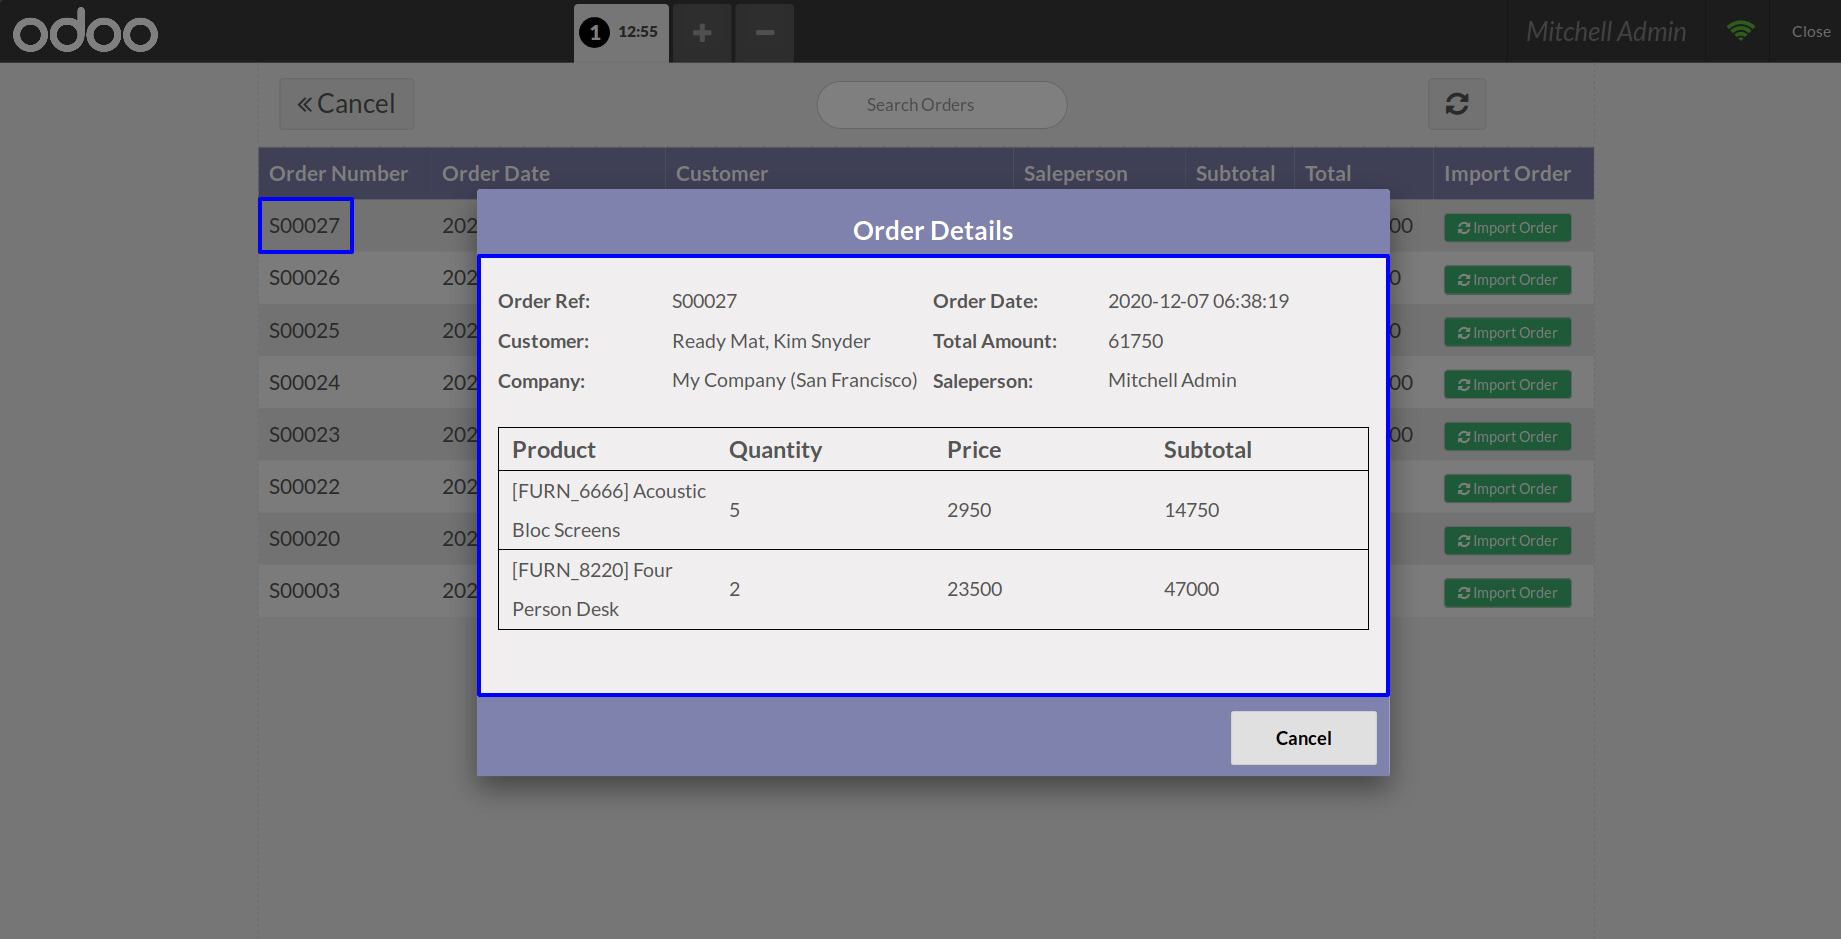 odoo
1 12:55
Mitchell Admin
Close
Cancel
Search Orders
Order Number Order Date Customer Saleperson Subtotal Total Import Order
S00027 202 00 Import Order
S00026 202 0 Import Order
S00025 202 0 Import Order
S00024 202 00 Import Order
S00023 202 00 Import Order
S00022 202 Import Order
S00020 202 Import Order
S00003 202 Import Order
Order Details
Order Ref: S00027 Order Date: 2020-12-07 06:38:19
Customer: Ready Mat, Kim Snyder Total Amount: 61750
Company: My Company (San Francisco) Saleperson: Mitchell Admin
Product Quantity Price Subtotal
[FURN_6666] Acoustic
Bloc Screens 5 2950 14750
[FURN_8220] Four
Person Desk 2 23500 47000
Cancel